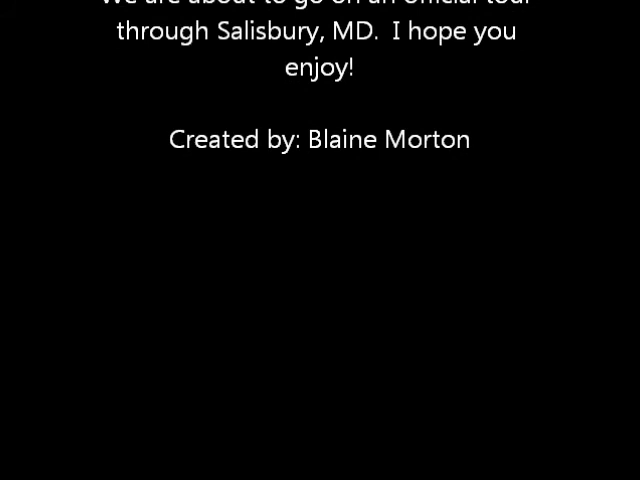 We are about to go on an official tour
through Salisbury, MD.  I hope you
enjoy!
Created by: Blaine Morton